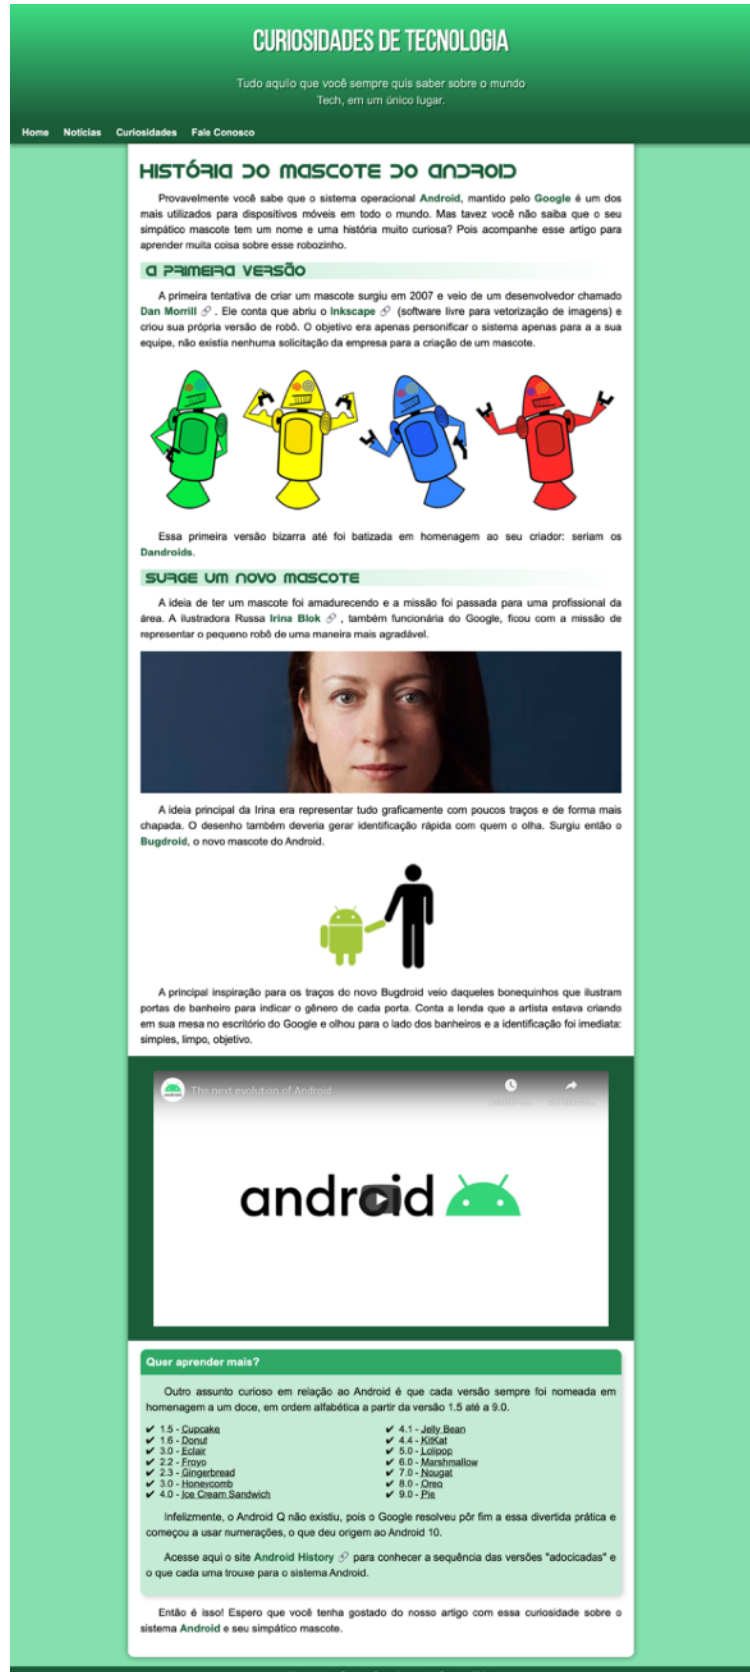 CURIOSIDADES DE TECNOLOGIA
Tudo aquilo que você sempre quis saber sobre o mundo
Tech, em um único lugar.
Home Notícias Curiosidades Fale Conosco
HISTÓRIA DO MASCOTE DO ANDROID
Provavelmente você sabe que o sistema operacional Android, mantido pelo Google é um dos
mais utilizados para dispositivos móveis em todo o mundo. Mas tavez você não saiba que o seu
simpático mascote tem um nome e uma história muito curiosa? Pois acompanhe esse artigo para
aprender muita coisa sobre esse robozinho.
A PRIMEIRA VERSÃO
A primeira tentativa de criar um mascote surgiu em 2007 e veio de um desenvolvedor chamado
Dan Morrill 🔗 . Ele conta que abriu o Inkscape 🔗 (software livre para vetorização de imagens) e
criou sua própria versão de robô. O objetivo era apenas personificar o sistema apenas para a a sua
equipe, não existia nenhuma solicitação da empresa para a criação de um mascote.
Essa primeira versão bizarra até foi batizada em homenagem ao seu criador: seriam os
Dandroids.
SURGE UM NOVO MASCOTE
A ideia de ter um mascote foi amadurecendo e a missão foi passada para uma profissional da
área. A ilustradora Russa Irina Blok 🔗 , também funcionária do Google, ficou com a missão de
representar o pequeno robô de uma maneira mais agradável.
A ideia principal da Irina era representar tudo graficamente com poucos traços e de forma mais
chapada. O desenho também deveria gerar identificação rápida com quem o olha. Surgiu então o
Bugdroid, o novo mascote do Android.
A principal inspiração para os traços do novo Bugdroid veio daqueles bonequinhos que ilustram
portas de banheiro para indicar o gênero de cada porta. Conta a lenda que a artista estava criando
em sua mesa no escritório do Google e olhou para o lado dos banheiros e a identificação foi imediata:
simples, limpo, objetivo.
The next evolution of Android
android
Quer aprender mais?
Outro assunto curioso em relação ao Android é que cada versão sempre foi nomeada em
homenagem a um doce, em ordem alfabética a partir da versão 1.5 até a 9.0.
✔ 1.5 - Cupcake
✔ 1.6 - Donut
✔ 3.0 - Eclair
✔ 2.2 - Froyo
✔ 2.3 - Gingerbread
✔ 3.0 - Honeycomb
✔ 4.0 - Ice Cream Sandwich
✔ 4.1 - Jelly Bean
✔ 4.4 - KitKat
✔ 5.0 - Lolipop
✔ 6.0 - Marshmallow
✔ 7.0 - Nougat
✔ 8.0 - Oreo
✔ 9.0 - Pie
Infelizmente, o Android Q não existiu, pois o Google resolveu pôr fim a essa divertida prática e
começou a usar numerações, o que deu origem ao Android 10.
Acesse aqui o site Android History 🔗 para conhecer a sequência das versões "adocicadas" e
o que cada uma trouxe para o sistema Android.
Então é isso! Espero que você tenha gostado do nosso artigo com essa curiosidade sobre o
sistema Android e seu simpático mascote.